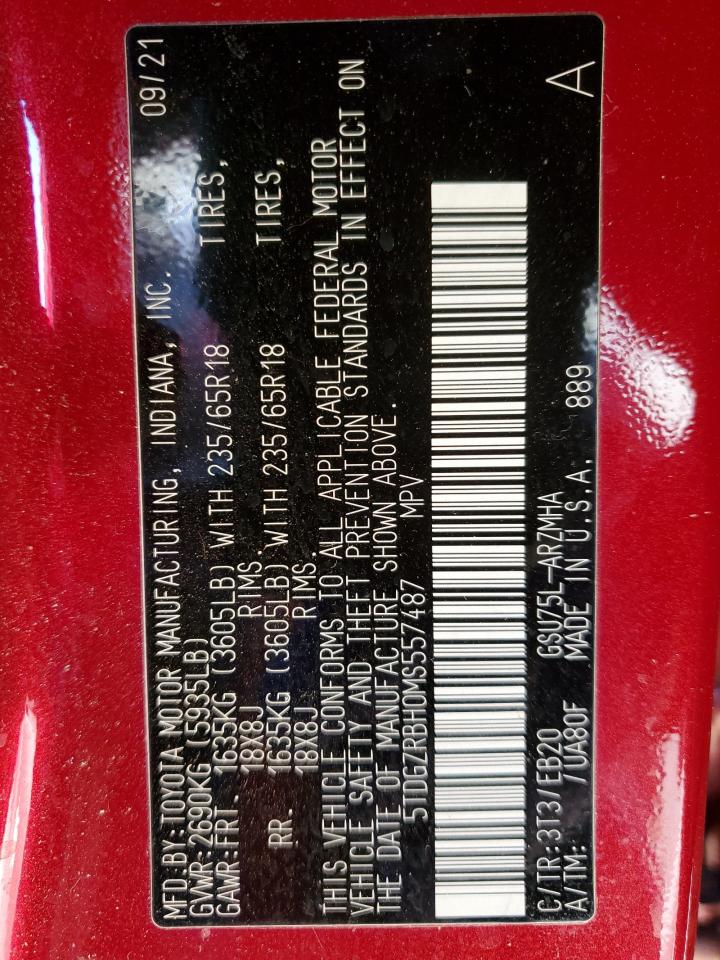 MFD.BY:TOYOTA MOTOR MANUFACTURING, INDIANA, INC. 09/21
GVWR:2690KG (5935LB)
GAWR:FRT. 1635KG (3605LB) WITH 235/65R18 TIRES,
18X8J RIMS.
RR. 1635KG (3605LB) WITH 235/65R18 TIRES,
18X8J RIMS.
THIS VEHICLE CONFORMS TO ALL APPLICABLE FEDERAL MOTOR
VEHICLE SAFETY AND THEFT PREVENTION STANDARDS IN EFFECT ON
THE DATE OF MANUFACTURE SHOWN ABOVE.
5TDGZRBH0MS557487 MPV
C/TR:3T3/EB20 GSU75L-ARZMHA A
A/TM: /UA80F MADE IN U.S.A. 889